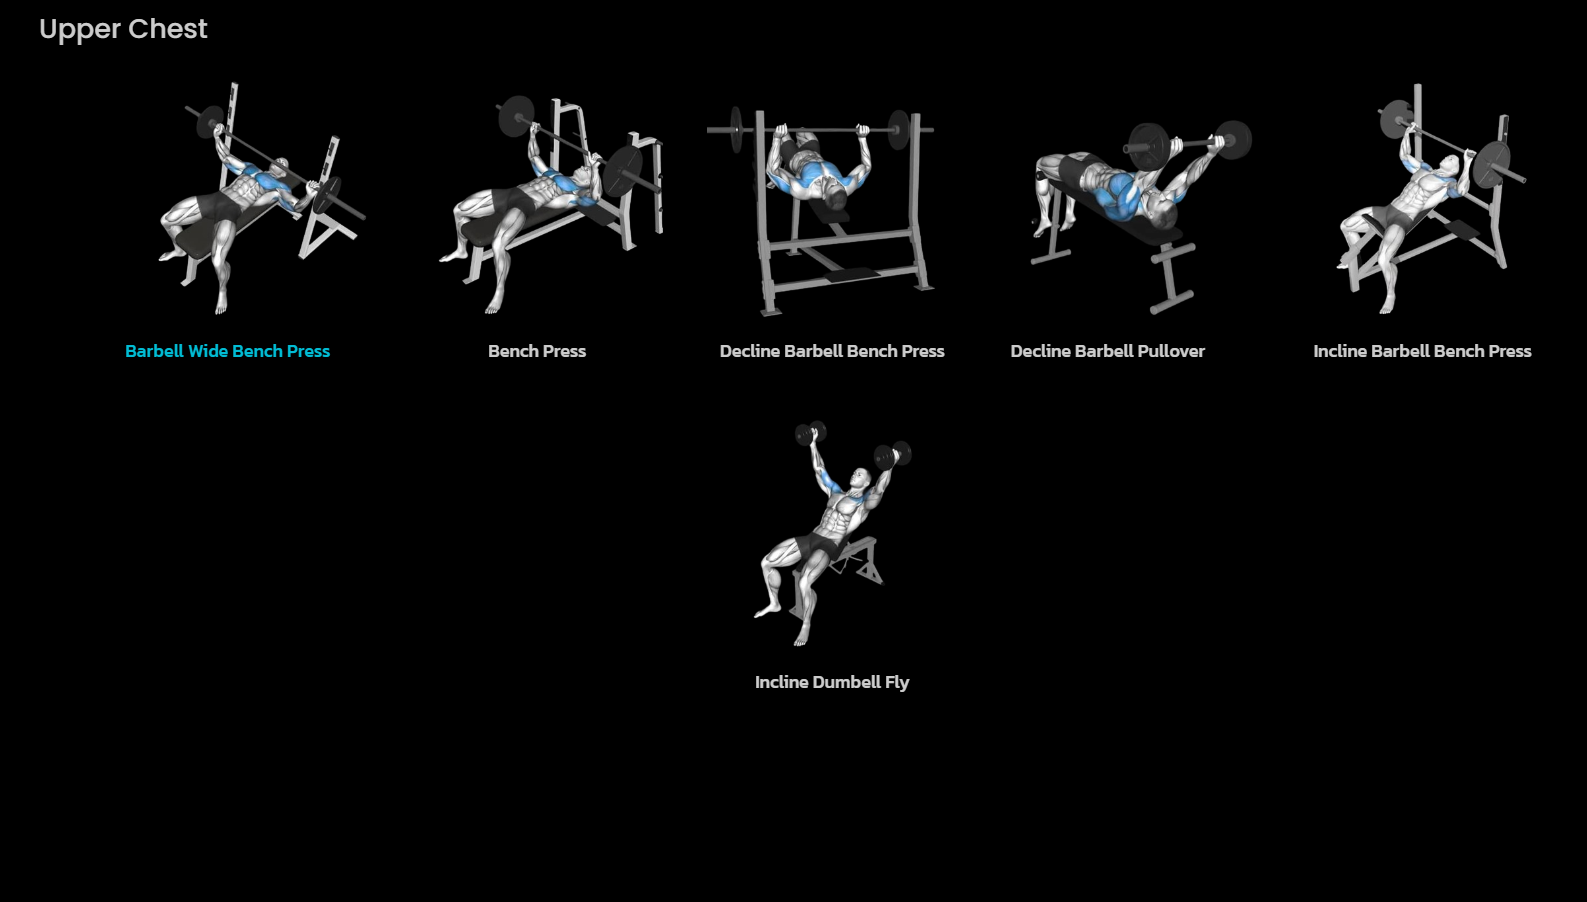 Upper Chest
Barbell Wide Bench Press
Bench Press
Decline Barbell Bench Press
Decline Barbell Pullover
Incline Barbell Bench Press
Incline Dumbell Fly